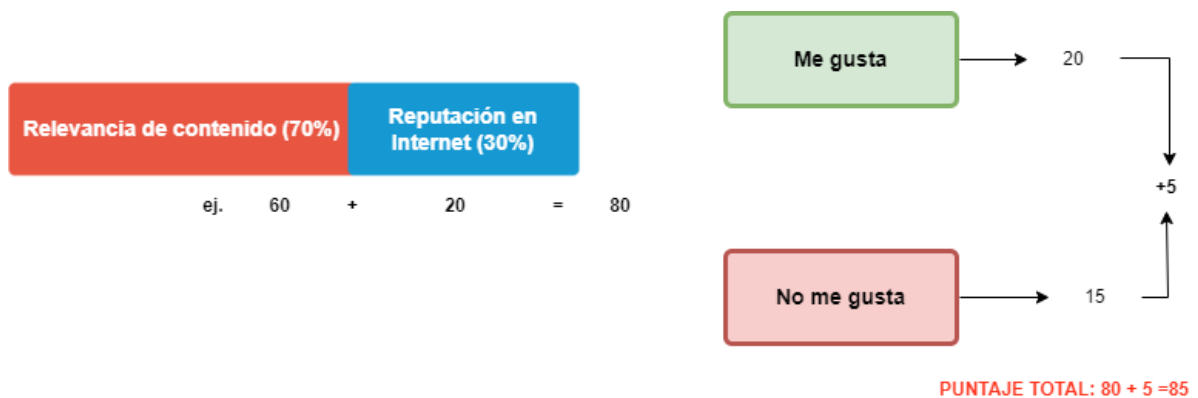 Relevancia de contenido (70%)
Reputación en
Internet (30%)
ej. 60 + 20 = 80
Me gusta
20
+5
No me gusta
15
PUNTAJE TOTAL: 80 + 5 =85